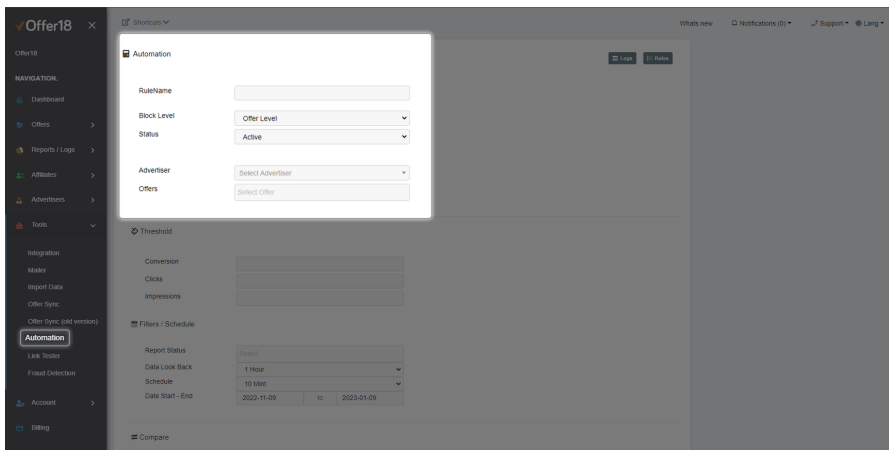 Offer18 ×
Shortcuts
Whats new Notifications (0) Support Lang
Offer18
NAVIGATION.
Dashboard
Offers
Reports / Logs
Affiliates
Advertisers
Tools
Integration
Mailer
Import Data
Offer Sync
Offer Sync (old version)
Automation
Link Tester
Fraud Detection
Account
Billing
Automation
Logs Rules
RuleName
Block Level Offer Level
Status Active
Advertiser Select Advertiser
Offers Select Offer
Threshold
Conversion
Clicks
Impressions
Filters / Schedule
Report Status Select
Data Look Back 1 Hour
Schedule 10 Mint
Date Start - End 2022-11-09 to 2023-01-09
Compare